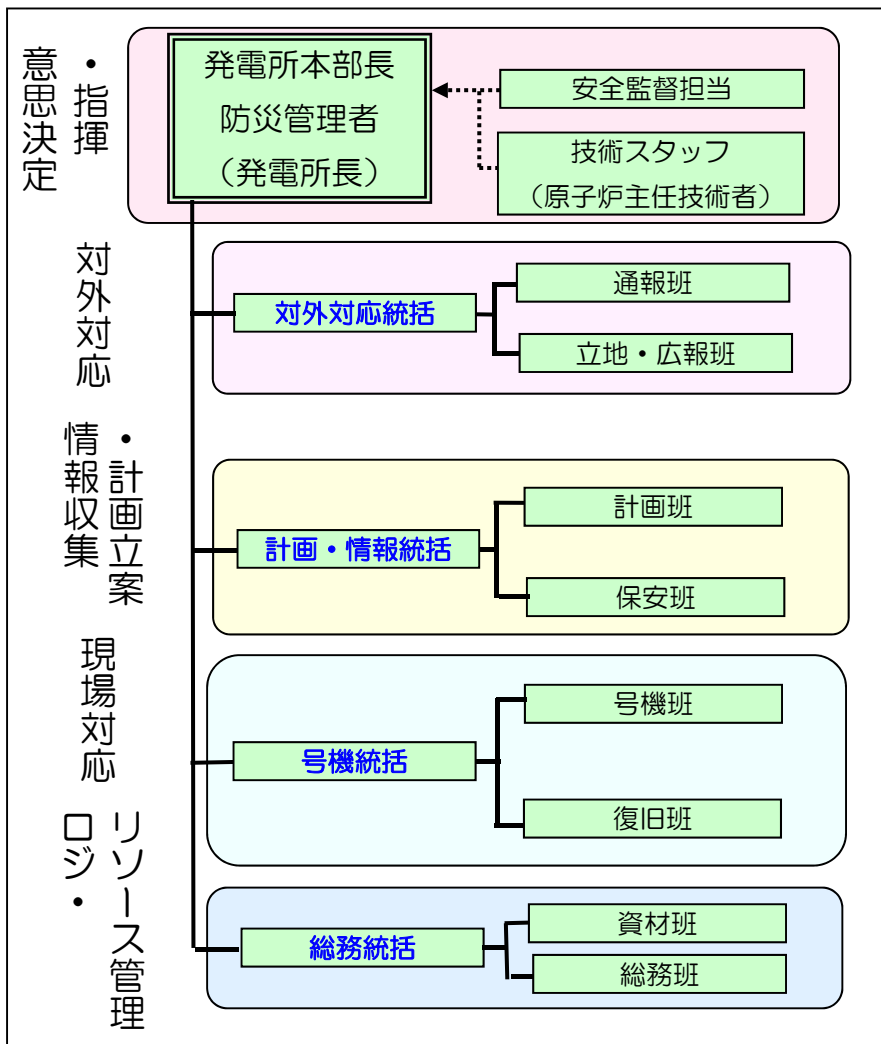 意思決定
・指揮
発電所本部長
防災管理者
（発電所長）
安全監督担当
技術スタッフ
（原子炉主任技術者）
対外対応
対外対応統括
通報班
立地・広報班
情報収集
・計画立案
計画・情報統括
計画班
保安班
現場対応
号機統括
号機班
復旧班
ロジ・
リソース管理
総務統括
資材班
総務班